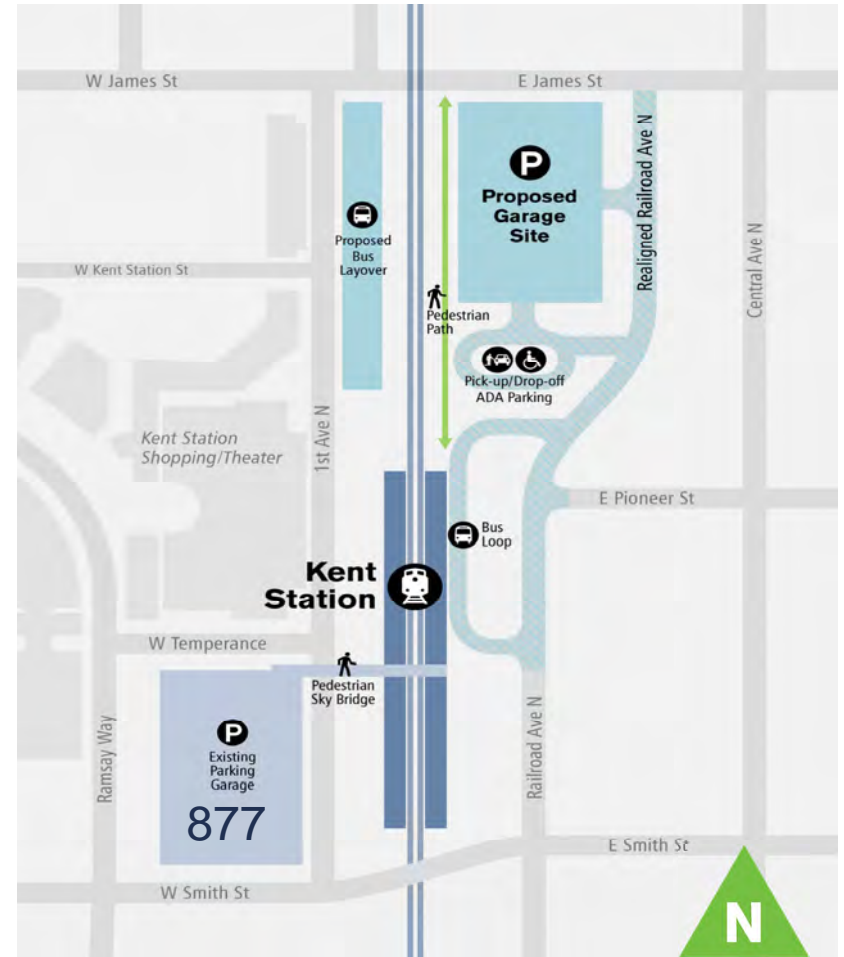 W James St
E James St
P
Proposed
Garage
Site
Realigned Railroad Ave N
Central Ave N
Proposed
Bus
Layover
W Kent Station St
Pedestrian
Path
Pick-up/Drop-off
ADA Parking
1st Ave N
Kent Station
Shopping/Theater
E Pioneer St
Bus
Loop
Kent
Station
W Temperance
Pedestrian
Sky Bridge
Ramsay Way
P
Existing
Parking
Garage
877
Railroad Ave N
E Smith St
W Smith St
N